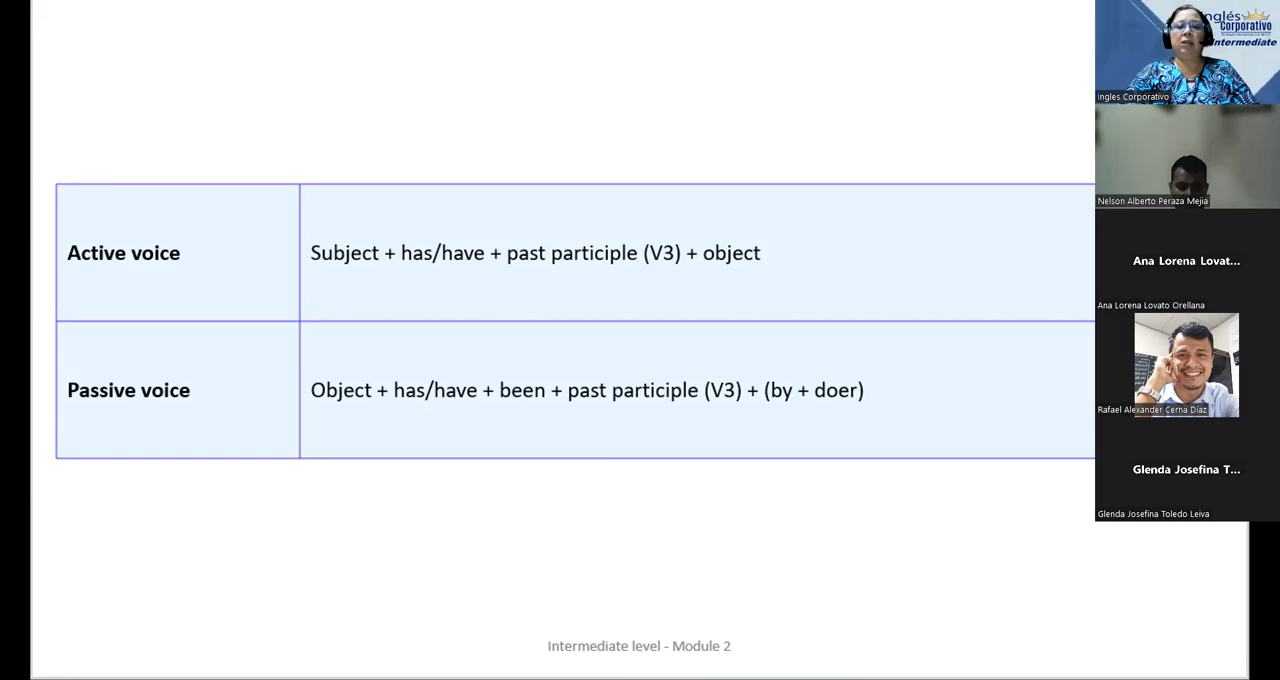 Active voice
Subject + has/have + past participle (V3) + object
Passive voice
Object + has/have + been + past participle (V3) + (by + doer)
Intermediate level - Module 2
Inglés
Corporativo
Intermediate
Ingles Corporativo
Nelson Alberto Peraza Mejia
Ana Lorena Lovat...
Ana Lorena Lovato Orellana
Rafael Alexander Cerna Diaz
Glenda Josefina T...
Glenda Josefina Toledo Leiva